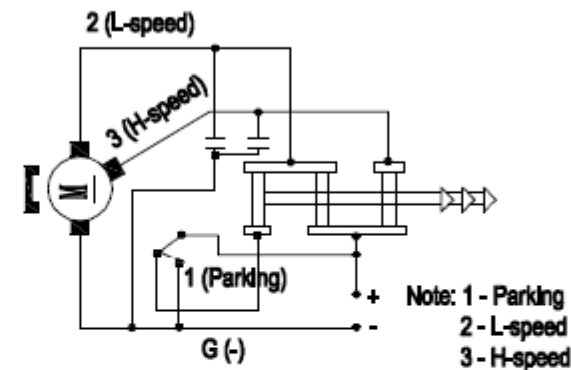 2 (L-speed)
3 (H-speed)
M
1 (Parking)
+
-
G (-)
Note: 1 - Parking
2 - L-speed
3 - H-speed